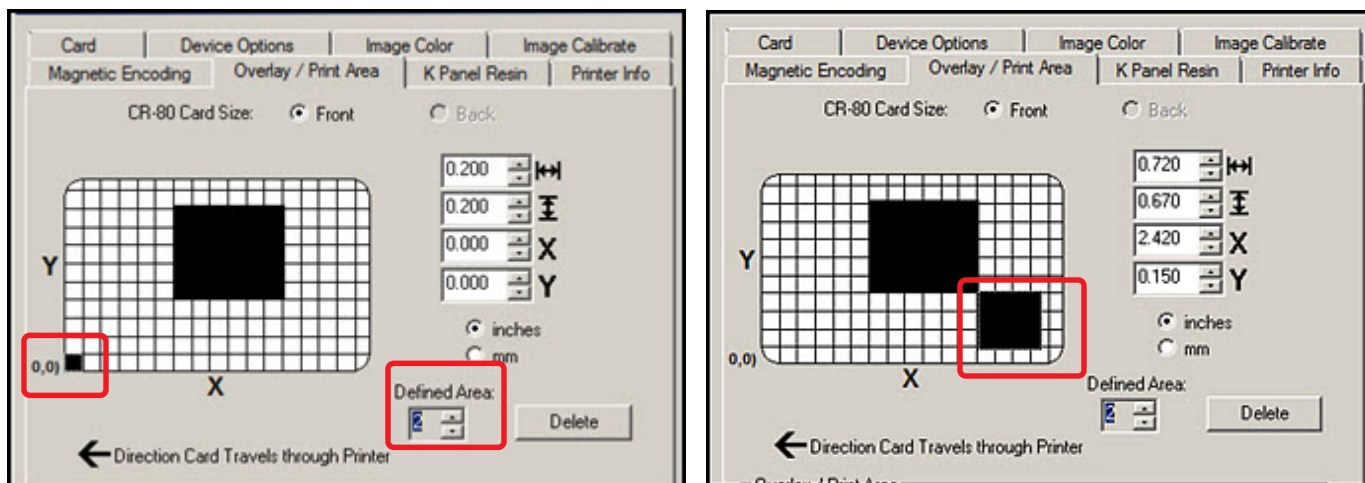 Card Device Options Image Color Image Calibrate
Magnetic Encoding Overlay / Print Area K Panel Resin Printer Info
CR-80 Card Size: Front Back
0.200
0.200
0.000 X
0.000 Y
Y
inches
mm
0,0)
X
Defined Area:
2 Delete
Direction Card Travels through Printer
Card Device Options Image Color Image Calibrate
Magnetic Encoding Overlay / Print Area K Panel Resin Printer Info
CR-80 Card Size: Front Back
0.720
0.670
2.420 X
0.150 Y
Y
inches
mm
0,0)
X
Defined Area:
2 Delete
Direction Card Travels through Printer
Overlay / Print Area